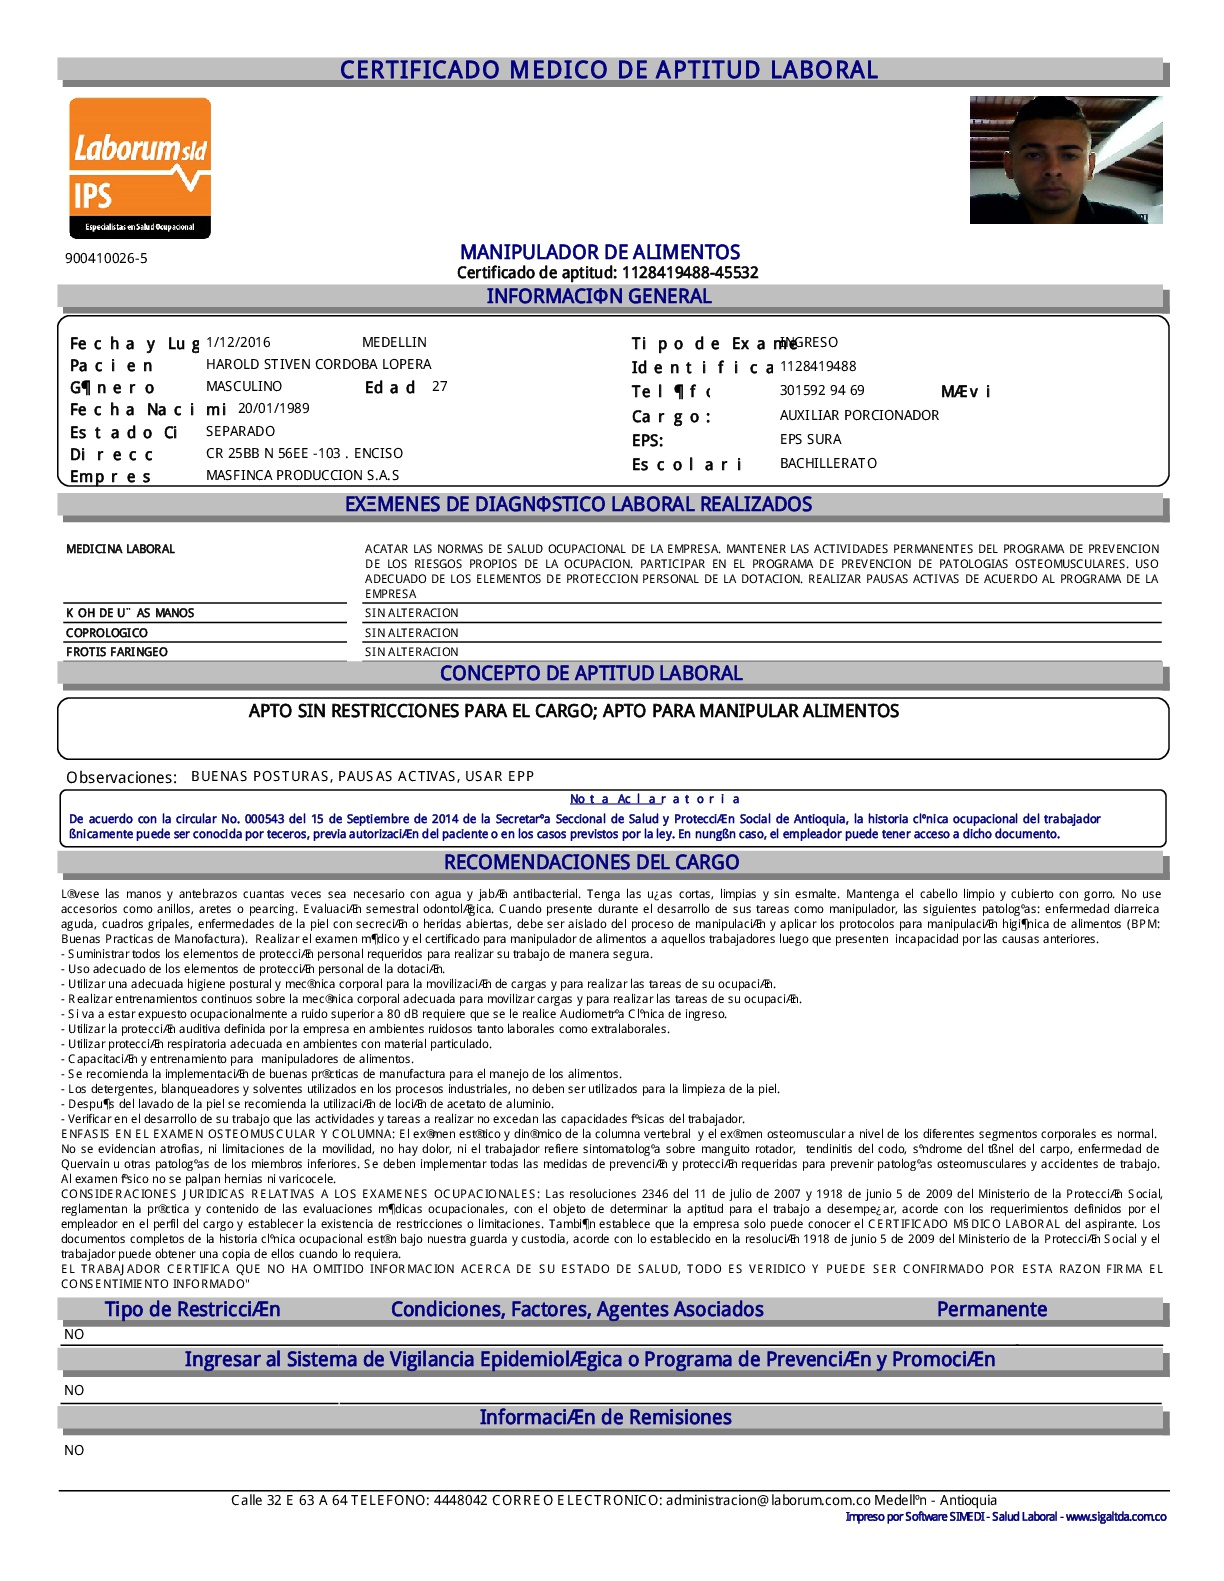 CERTIFICADO MEDICO DE APTITUD LABORAL
Laborum sld
IPS
Especialistas en Salud Ocupacional
900410026-5
MANIPULADOR DE ALIMENTOS
Certificado de aptitud: 1128419488-45532
INFORMACIΦN GENERAL
Fecha y Lug 1/12/2016 MEDELLIN Tipo de Exame INGRESO
Pacien HAROLD STIVEN CORDOBA LOPERA Identifica 1128419488
G¶nero MASCULINO Edad 27 Tel¶f 301592 94 69 MÆvi
Fecha Nacimi 20/01/1989 Cargo: AUXILIAR PORCIONADOR
Estado Ci SEPARADO EPS: EPS SURA
Direcc CR 25BB N 56EE -103 . ENCISO Escolari BACHILLERATO
Empres MASFINCA PRODUCCION S.A.S
EXΞMENES DE DIAGNΦSTICO LABORAL REALIZADOS
MEDICINA LABORAL ACATAR LAS NORMAS DE SALUD OCUPACIONAL DE LA EMPRESA. MANTENER LAS ACTIVIDADES PERMANENTES DEL PROGRAMA DE PREVENCION
DE LOS RIESGOS PROPIOS DE LA OCUPACION. PARTICIPAR EN EL PROGRAMA DE PREVENCION DE PATOLOGIAS OSTEOMUSCULARES. USO
ADECUADO DE LOS ELEMENTOS DE PROTECCION PERSONAL DE LA DOTACION. REALIZAR PAUSAS ACTIVAS DE ACUERDO AL PROGRAMA DE LA
EMPRESA
K OH DE U¨ AS MANOS SIN ALTERACION
COPROLOGICO SIN ALTERACION
FROTIS FARINGEO SIN ALTERACION
CONCEPTO DE APTITUD LABORAL
APTO SIN RESTRICCIONES PARA EL CARGO; APTO PARA MANIPULAR ALIMENTOS
Observaciones: BUENAS POSTURAS, PAUSAS ACTIVAS, USAR EPP
Nota Aclaratoria
De acuerdo con la circular No. 000543 del 15 de Septiembre de 2014 de la Secretarºa Seccional de Salud y ProtecciÆn Social de Antioquia, la historia clºnica ocupacional del trabajador
ßnicamente puede ser conocida por teceros, previa autorizaciÆn del paciente o en los casos previstos por la ley. En nungßn caso, el empleador puede tener acceso a dicho documento.
RECOMENDACIONES DEL CARGO
L®vese las manos y antebrazos cuantas veces sea necesario con agua y jabÆn antibacterial. Tenga las u¿as cortas, limpias y sin esmalte. Mantenga el cabello limpio y cubierto con gorro. No use
accesorios como anillos, aretes o pearcing. EvaluaciÆn semestral odontolÆgica. Cuando presente durante el desarrollo de sus tareas como manipulador, las siguientes patologºas: enfermedad diarreica
aguda, cuadros gripales, enfermedades de la piel con secreciÆn o heridas abiertas, debe ser aislado del proceso de manipulaciÆn y aplicar los protocolos para manipulaciÆn higi¶nica de alimentos (BPM:
Buenas Practicas de Manofactura). Realizar el examen m¶dico y el certificado para manipulador de alimentos a aquellos trabajadores luego que presenten incapacidad por las causas anteriores.
- Suministrar todos los elementos de protecciÆn personal requeridos para realizar su trabajo de manera segura.
- Uso adecuado de los elementos de protecciÆn personal de la dotaciÆn.
- Utilizar una adecuada higiene postural y mec®nica corporal para la movilizaciÆn de cargas y para realizar las tareas de su ocupaciÆn.
- Realizar entrenamientos continuos sobre la mec®nica corporal adecuada para movilizar cargas y para realizar las tareas de su ocupaciÆn.
- Si va a estar expuesto ocupacionalmente a ruido superior a 80 dB requiere que se le realice Audiometrºa Clºnica de ingreso.
- Utilizar la protecciÆn auditiva definida por la empresa en ambientes ruidosos tanto laborales como extralaborales.
- Utilizar protecciÆn respiratoria adecuada en ambientes con material particulado.
- CapacitaciÆn y entrenamiento para manipuladores de alimentos.
- Se recomienda la implementaciÆn de buenas pr®cticas de manufactura para el manejo de los alimentos.
- Los detergentes, blanqueadores y solventes utilizados en los procesos industriales, no deben ser utilizados para la limpieza de la piel.
- Despu¶s del lavado de la piel se recomienda la utilizaciÆn de lociÆn de acetato de aluminio.
- Verificar en el desarrollo de su trabajo que las actividades y tareas a realizar no excedan las capacidades fºsicas del trabajador.
ENFASIS EN EL EXAMEN OSTEOMUSCULAR Y COLUMNA: El ex®men est®tico y din®mico de la columna vertebral y el ex®men osteomuscular a nivel de los diferentes segmentos corporales es normal.
No se evidencian atrofias, ni limitaciones de la movilidad, no hay dolor, ni el trabajador refiere sintomatologºa sobre manguito rotador, tendinitis del codo, sºndrome del tßnel del carpo, enfermedad de
Quervain u otras patologºas de los miembros inferiores. Se deben implementar todas las medidas de prevenciÆn y protecciÆn requeridas para prevenir patologºas osteomusculares y accidentes de trabajo.
Al examen fºsico no se palpan hernias ni varicocele.
CONSIDERACIONES JURIDICAS RELATIVAS A LOS EXAMENES OCUPACIONALES: Las resoluciones 2346 del 11 de julio de 2007 y 1918 de junio 5 de 2009 del Ministerio de la ProtecciÆn Social,
reglamentan la pr®ctica y contenido de las evaluaciones m¶dicas ocupacionales, con el objeto de determinar la aptitud para el trabajo a desempe¿ar, acorde con los requerimientos definidos por el
empleador en el perfil del cargo y establecer la existencia de restricciones o limitaciones. Tambi¶n establece que la empresa solo puede conocer el CERTIFICADO M§DICO LABORAL del aspirante. Los
documentos completos de la historia clºnica ocupacional est®n bajo nuestra guarda y custodia, acorde con lo establecido en la resoluciÆn 1918 de junio 5 de 2009 del Ministerio de la ProtecciÆn Social y el
trabajador puede obtener una copia de ellos cuando lo requiera.
EL TRABAJADOR CERTIFICA QUE NO HA OMITIDO INFORMACION ACERCA DE SU ESTADO DE SALUD, TODO ES VERIDICO Y PUEDE SER CONFIRMADO POR ESTA RAZON FIRMA EL
CONSENTIMIENTO INFORMADO"
Tipo de RestricciÆn Condiciones, Factores, Agentes Asociados Permanente
NO
Ingresar al Sistema de Vigilancia EpidemiolÆgica o Programa de PrevenciÆn y PromociÆn
NO
InformaciÆn de Remisiones
NO
Calle 32 E 63 A 64 TELEFONO: 4448042 CORREO ELECTRONICO: administracion@laborum.com.co Medellºn - Antioquia
Impreso por Software SIMEDI - Salud Laboral - www.sigaltda.com.co